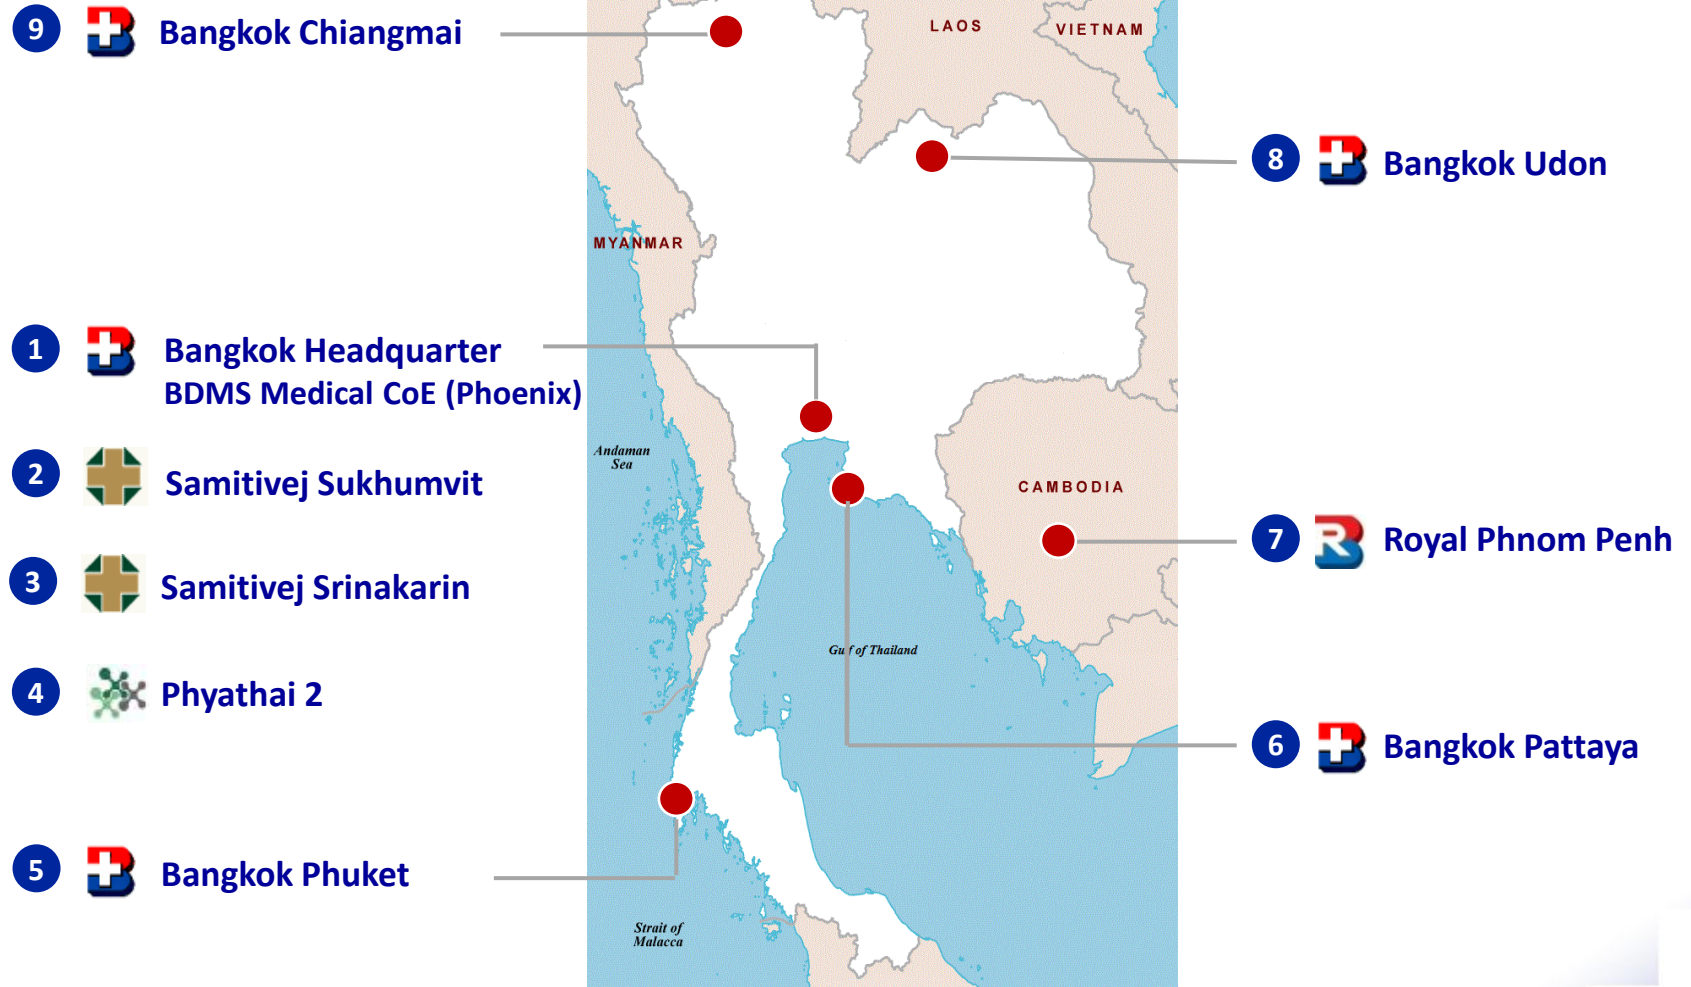 9 Bangkok Chiangmai
LAOS
VIETNAM
8 Bangkok Udon
MYANMAR
1 Bangkok Headquarter
BDMS Medical CoE (Phoenix)
Andaman
Sea
2 Samitivej Sukhumvit
CAMBODIA
7 Royal Phnom Penh
3 Samitivej Srinakarin
Gulf of Thailand
4 Phyathai 2
6 Bangkok Pattaya
5 Bangkok Phuket
Strait of
Malacca